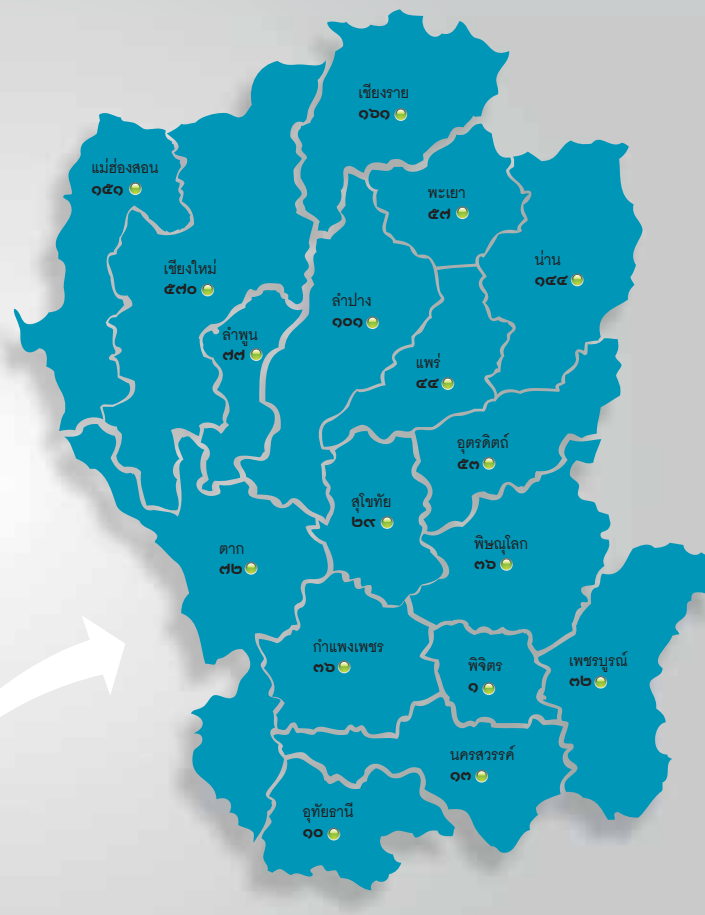 เชียงราย
๑๖๑
แม่ฮ่องสอน
๑๕๑
พะเยา
๕๗
น่าน
๑๔๔
เชียงใหม่
๕๗๐
ลำปาง
๑๐๑
ลำพูน
๗๗
แพร่
๔๔
อุตรดิตถ์
๕๓
สุโขทัย
๒๙
พิษณุโลก
๓๖
ตาก
๗๒
กำแพงเพชร
๓๖
พิจิตร
๑
เพชรบูรณ์
๓๒
นครสวรรค์
๑๓
อุทัยธานี
๑๐